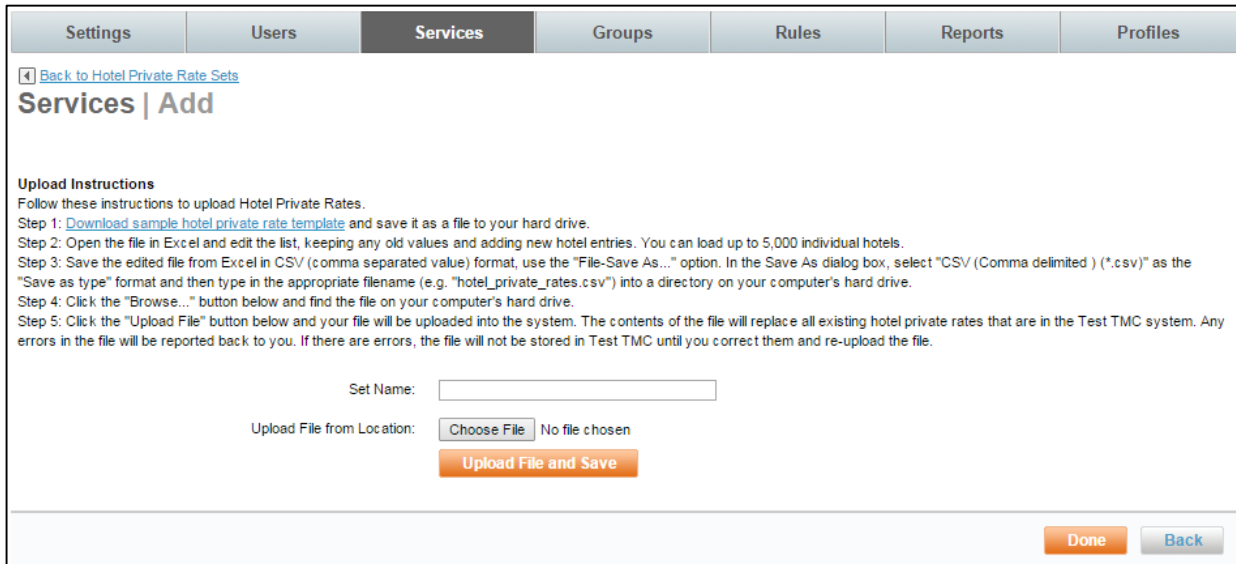 Settings Users Services Groups Rules Reports Profiles
Back to Hotel Private Rate Sets
Services | Add
Upload Instructions
Follow these instructions to upload Hotel Private Rates.
Step 1: Download sample hotel private rate template and save it as a file to your hard drive.
Step 2: Open the file in Excel and edit the list, keeping any old values and adding new hotel entries. You can load up to 5,000 individual hotels.
Step 3: Save the edited file from Excel in CSV (comma separated value) format, use the "File-Save As..." option. In the Save As dialog box, select "CSV (Comma delimited ) (*.csv)" as the
"Save as type" format and then type in the appropriate filename (e.g. "hotel_private_rates.csv") into a directory on your computer's hard drive.
Step 4: Click the "Browse..." button below and find the file on your computer's hard drive.
Step 5: Click the "Upload File" button below and your file will be uploaded into the system. The contents of the file will replace all existing hotel private rates that are in the Test TMC system. Any
errors in the file will be reported back to you. If there are errors, the file will not be stored in Test TMC until you correct them and re-upload the file.
Set Name:
Upload File from Location: Choose File No file chosen
Upload File and Save
Done Back